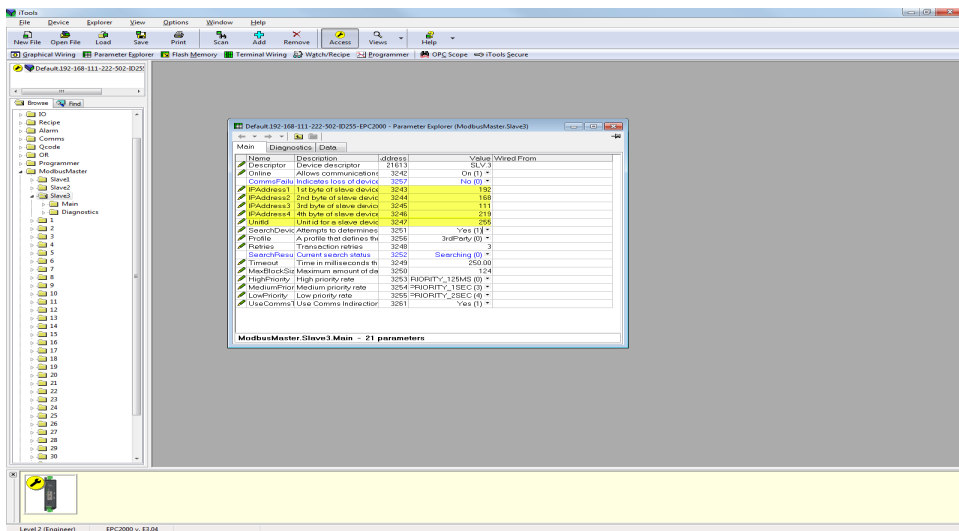 iTools
File Device Explorer View Options Window Help
New File Open File Load Save Print Scan Add Remove Access Views Help
Graphical Wiring Parameter Explorer Flash Memory Terminal Wiring Watch/Recipe Programmer OPC Scope iTools Secure
Default.192-168-111-222-502-ID255
Browse Find
IO
Recipe
Alarm
Comms
Qcode
OR
Programmer
ModbusMaster
Slave1
Slave2
Slave3
Main
Diagnostics
1
2
3
4
5
6
7
8
9
10
11
12
13
14
15
16
17
18
19
20
21
22
23
24
25
26
27
28
29
30
Default.192-168-111-222-502-ID255-EPC2000 - Parameter Explorer (ModbusMaster.Slave3)
Main Diagnostics Data
Name Description Address Value Wired From
Descriptor Device descriptor 21613 SLV.3
Online Allows communications 3242 On (1)
CommsFailu Indicates loss of device 3257 No (0)
IPAddress1 1st byte of slave device 3243 192
IPAddress2 2nd byte of slave devic 3244 168
IPAddress3 3rd byte of slave devic 3245 111
IPAddress4 4th byte of slave device 3246 219
UnitId Unit id for a slave devic 3247 255
SearchDevic Attempts to determines 3251 Yes (1)
Profile A profile that defines the 3256 3rdParty (0)
Retries Transaction retries 3248 3
SearchResu Current search status 3252 Searching (0)
Timeout Time in milliseconds th 3249 250.00
MaxBlockSiz Maximum amount of da 3250 124
HighPriority High priority rate 3253 RIORITY_125MS (0)
MediumPrior Medium priority rate 3254 PRIORITY_1SEC (3)
LowPriority Low priority rate 3255 PRIORITY_2SEC (4)
UseCommsT Use Comms Indirection 3261 Yes (1)
ModbusMaster.Slave3.Main - 21 parameters
Level 2 (Engineer) EPC2000 v. E3.04